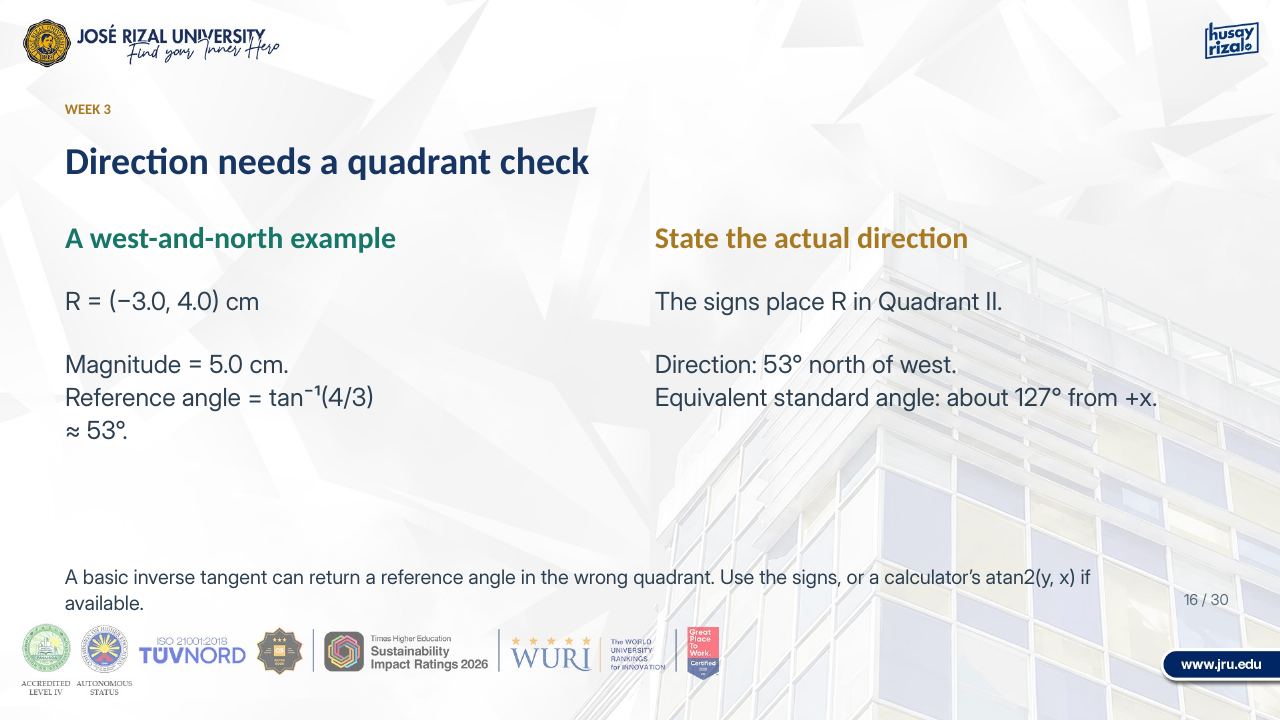 JOSÉ RIZAL UNIVERSITY
Find your Inner Hero
husay
rizal
WEEK 3
Direction needs a quadrant check
A west-and-north example
R = (−3.0, 4.0) cm
Magnitude = 5.0 cm.
Reference angle = tan⁻¹(4/3)
≈ 53°.
State the actual direction
The signs place R in Quadrant II.
Direction: 53° north of west.
Equivalent standard angle: about 127° from +x.
A basic inverse tangent can return a reference angle in the wrong quadrant. Use the signs, or a calculator’s atan2(y, x) if
available.
16 / 30
ACCREDITED
LEVEL IV
AUTONOMOUS
STATUS
ISO 21001:2018
TÜVNORD
Times Higher Education
Sustainability
Impact Ratings 2026
WURI
The WORLD
UNIVERSITY
RANKINGS
for INNOVATION
Great
Place
To
Work.
Certified
www.jru.edu